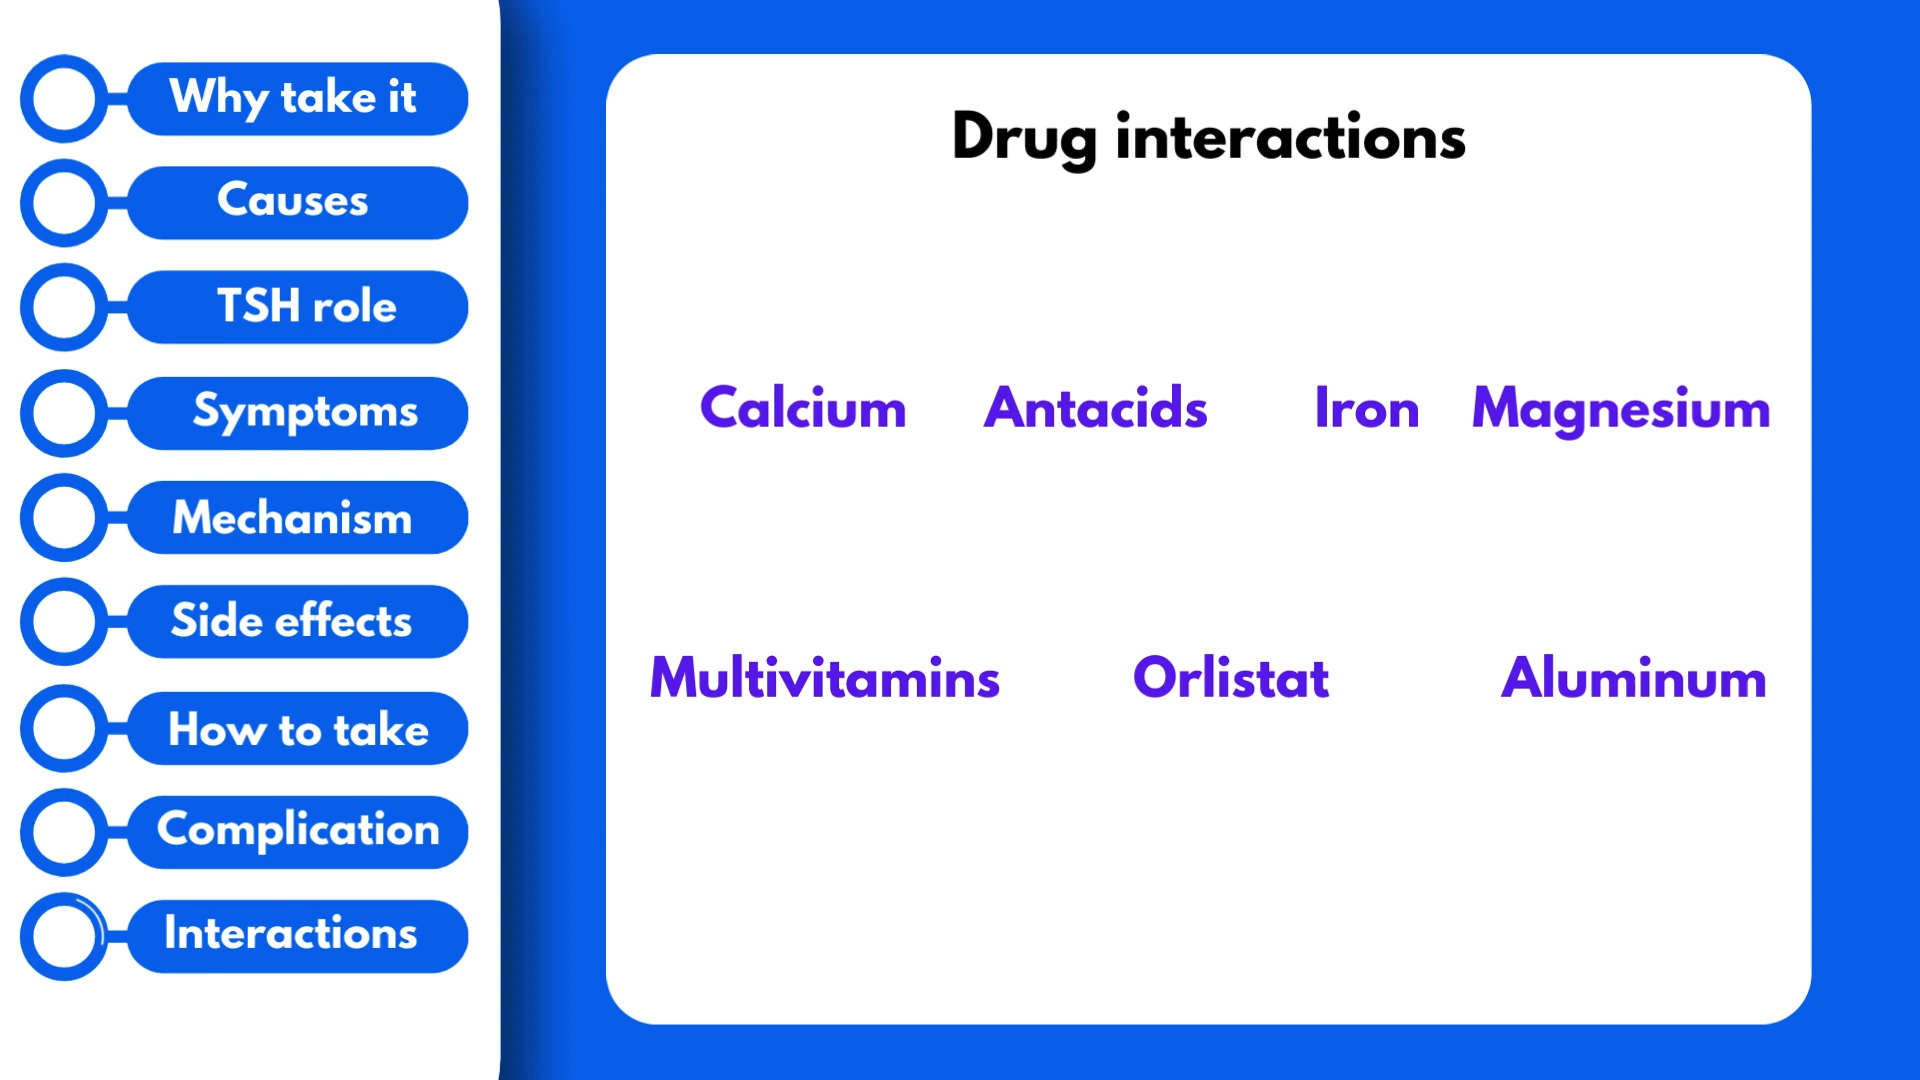 Why take it
Causes
TSH role
Symptoms
Mechanism
Side effects
How to take
Complication
Interactions
Drug interactions
Calcium Antacids Iron Magnesium
Multivitamins Orlistat Aluminum